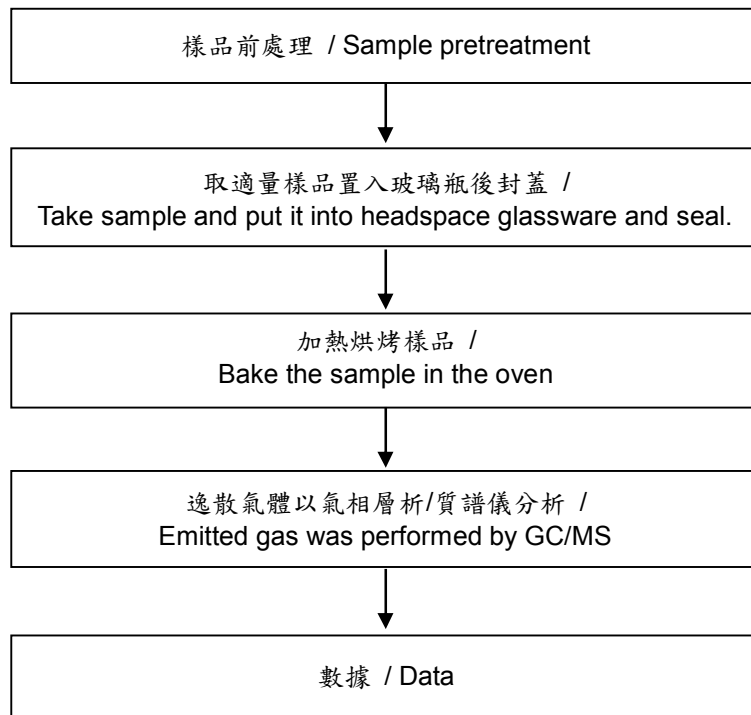 樣品前處理 / Sample pretreatment
取適量樣品置入玻璃瓶後封蓋 /
Take sample and put it into headspace glassware and seal.
加熱烘烤樣品 /
Bake the sample in the oven
逸散氣體以氣相層析/質譜儀分析 /
Emitted gas was performed by GC/MS
數據 / Data